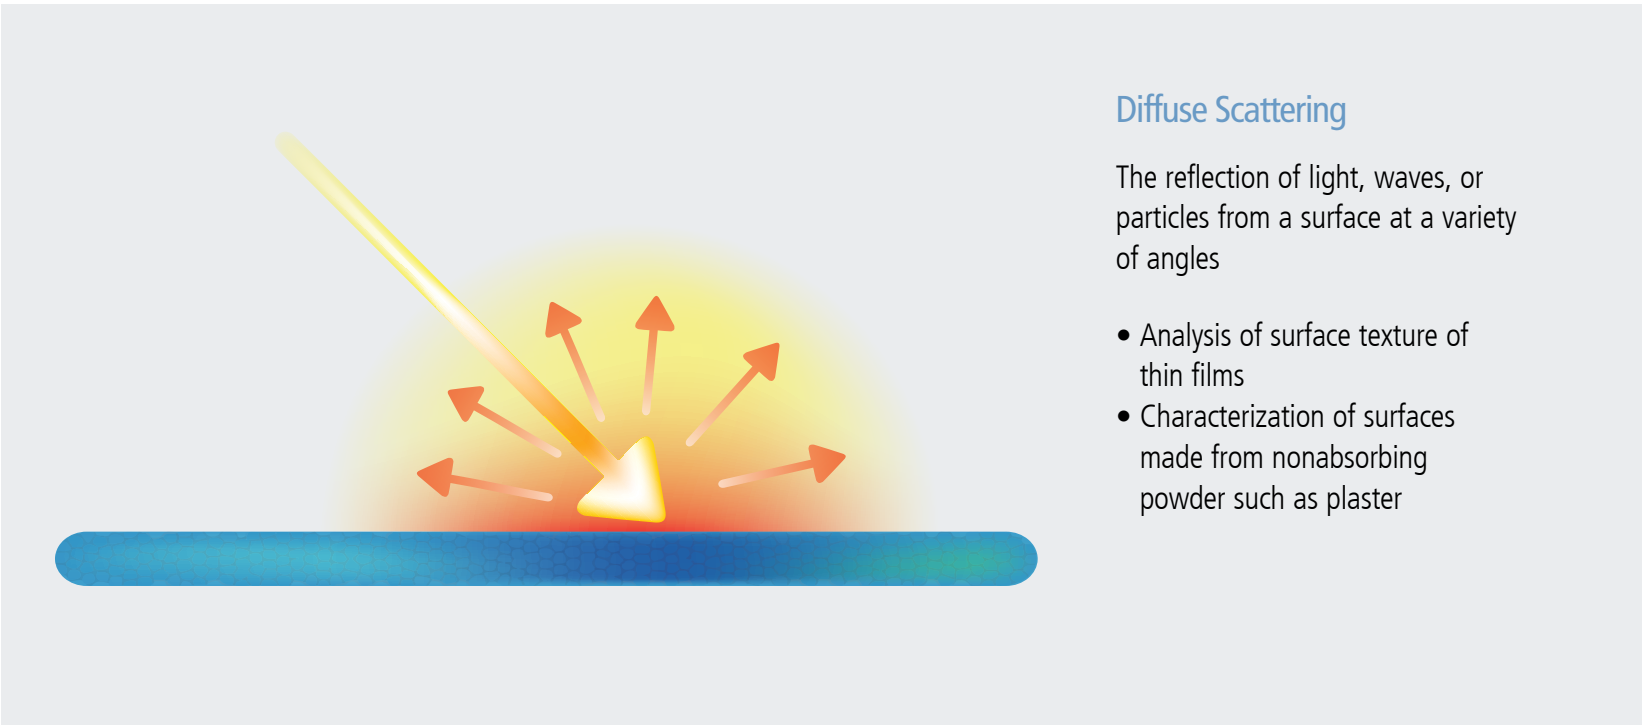 Diffuse Scattering
The reflection of light, waves, or
particles from a surface at a variety
of angles
• Analysis of surface texture of
thin films
• Characterization of surfaces
made from nonabsorbing
powder such as plaster